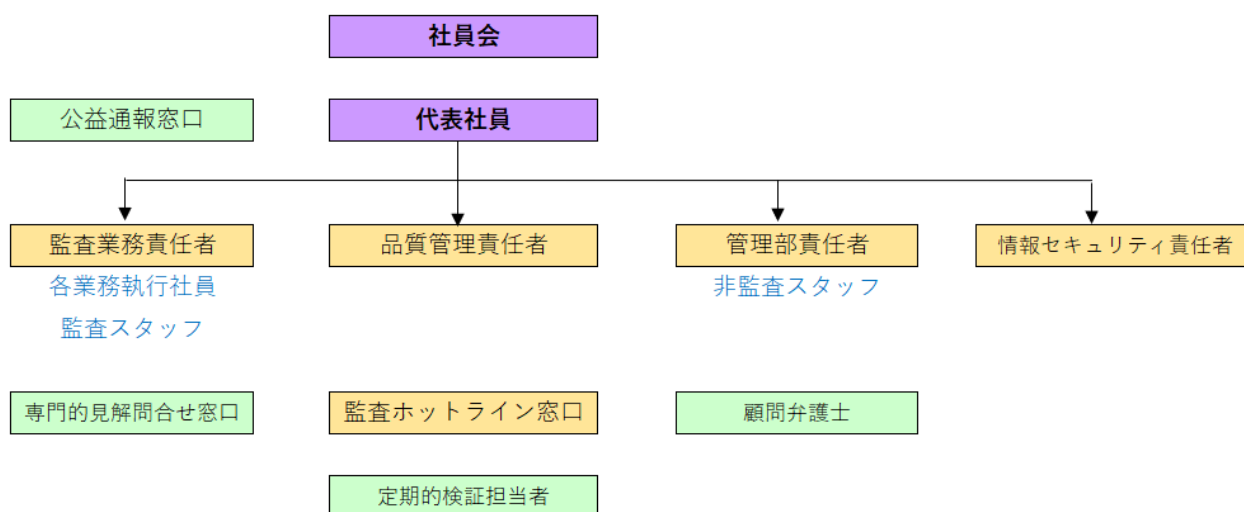 社員会
公益通報窓口
代表社員
監査業務責任者
品質管理責任者
管理部責任者
情報セキュリティ責任者
各業務執行社員
非監査スタッフ
監査スタッフ
専門的見解問合せ窓口
監査ホットライン窓口
顧問弁護士
定期的検証担当者